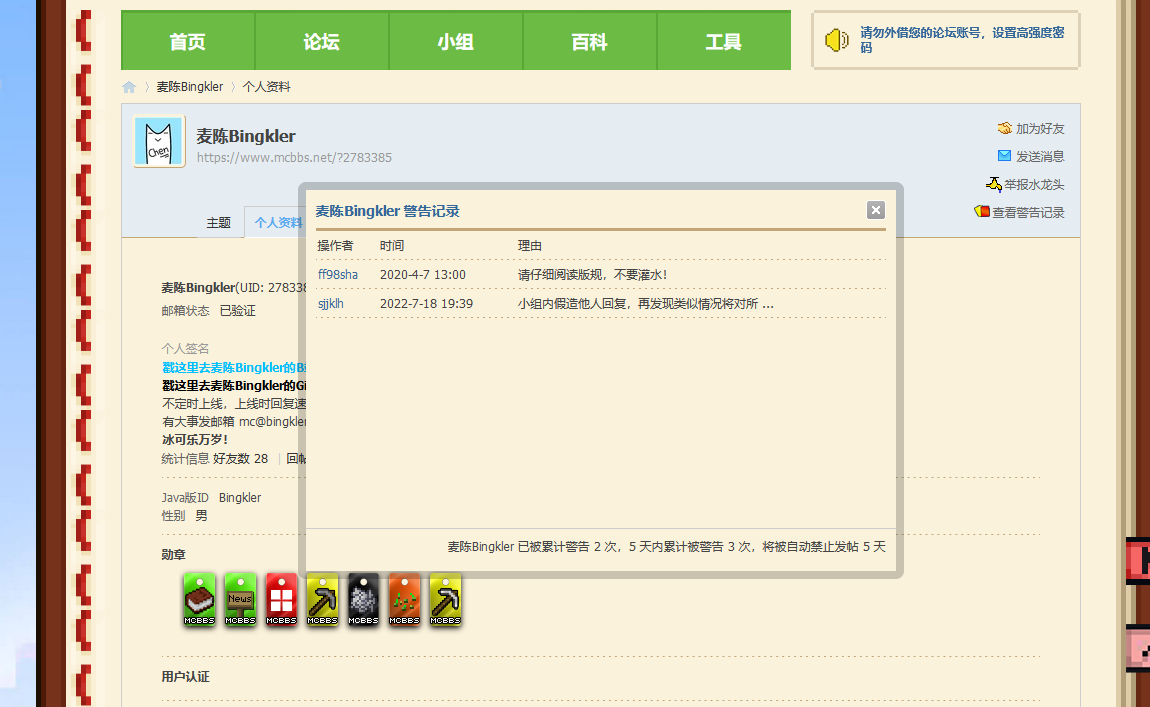 首页 论坛 小组 百科 工具
请勿外借您的论坛账号，设置高强度密
码
麦陈Bingkler 个人资料
Chen
麦陈Bingkler
https://www.mcbbs.net/?2783385
加为好友
发送消息
举报水龙头
查看警告记录
主题 个人资料
麦陈Bingkler 警告记录
操作者 时间 理由
ff98sha 2020-4-7 13:00 请仔细阅读版规，不要灌水！
sjjklh 2022-7-18 19:39 小组内假造他人回复，再发现类似情况将对所 ...
麦陈Bingkler 已被累计警告 2 次，5 天内累计被警告 3 次，将被自动禁止发帖 5 天
麦陈Bingkler(UID: 27833
邮箱状态 已验证
个人签名
戳这里去麦陈Bingkler的B
戳这里去麦陈Bingkler的Gi
不定时上线，上线时回复速
有大事发邮箱 mc@bingkler
冰可乐万岁！
统计信息 好友数 28 | 回帖
Java版ID Bingkler
性别 男
勋章
News
MCBBS MCBBS MCBBS MCBBS MCBBS MCBBS MCBBS
用户认证